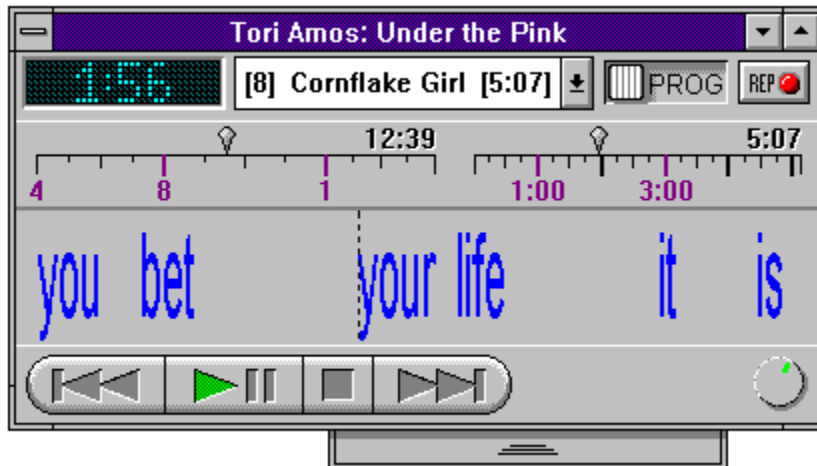 Tori Amos: Under the Pink
1:56 [8] Cornflake Girl [5:07] PROG REP
12:39 5:07
4 8 1 1:00 3:00
you bet your life it is